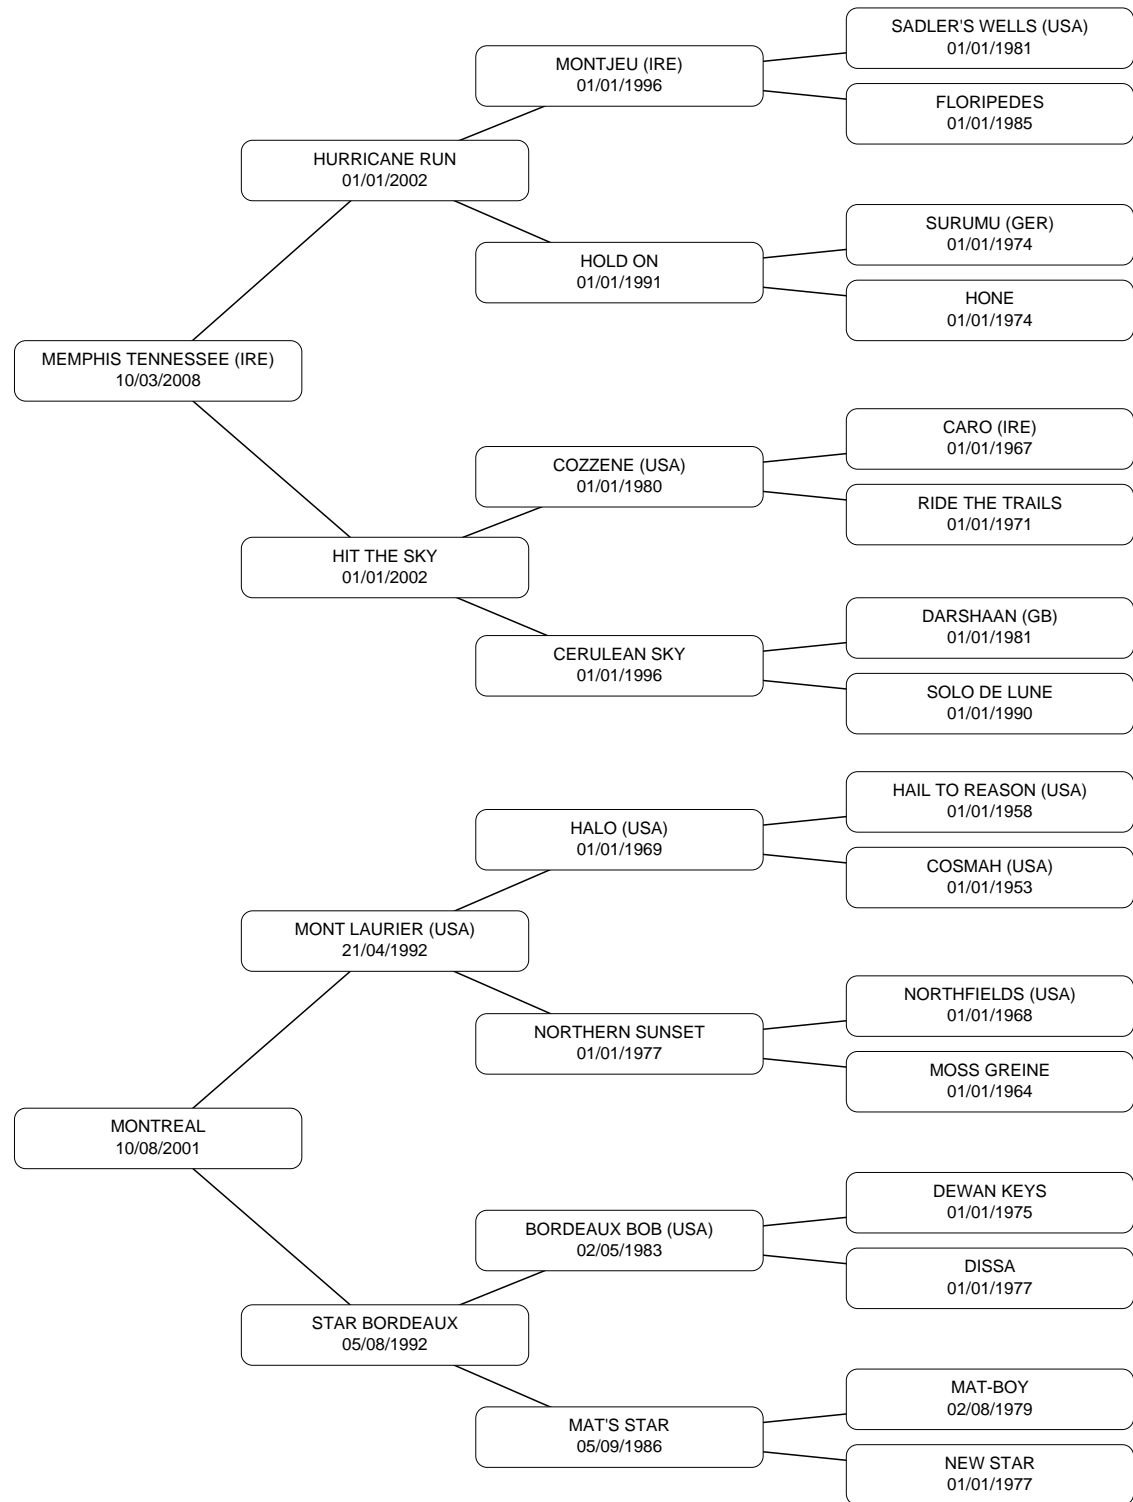 SADLER'S WELLS (USA)
01/01/1981
MONTJEU (IRE)
01/01/1996
FLORIPEDES
01/01/1985
HURRICANE RUN
01/01/2002
SURUMU (GER)
01/01/1974
HOLD ON
01/01/1991
HONE
01/01/1974
MEMPHIS TENNESSEE (IRE)
10/03/2008
CARO (IRE)
01/01/1967
COZZENE (USA)
01/01/1980
RIDE THE TRAILS
01/01/1971
HIT THE SKY
01/01/2002
DARSHAAN (GB)
01/01/1981
CERULEAN SKY
01/01/1996
SOLO DE LUNE
01/01/1990
HAIL TO REASON (USA)
01/01/1958
HALO (USA)
01/01/1969
COSMAH (USA)
01/01/1953
MONT LAURIER (USA)
21/04/1992
NORTHFIELDS (USA)
01/01/1968
NORTHERN SUNSET
01/01/1977
MOSS GREINE
01/01/1964
MONTREAL
10/08/2001
DEWAN KEYS
01/01/1975
BORDEAUX BOB (USA)
02/05/1983
DISSA
01/01/1977
STAR BORDEAUX
05/08/1992
MAT-BOY
02/08/1979
MAT'S STAR
05/09/1986
NEW STAR
01/01/1977